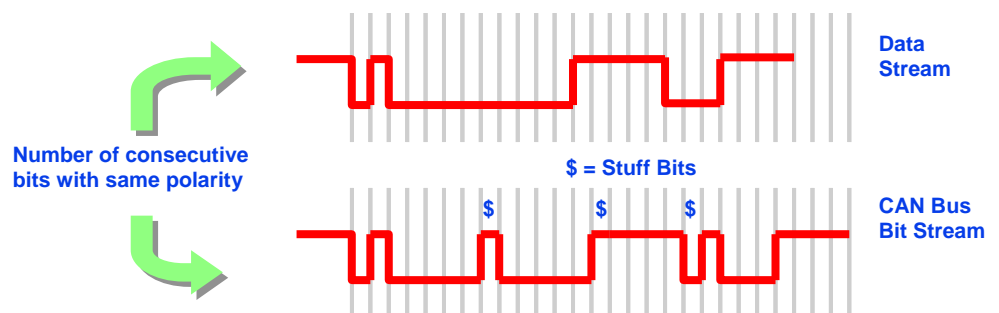 Data
Stream
Number of consecutive
bits with same polarity
$ = Stuff Bits
$ $ $
CAN Bus
Bit Stream